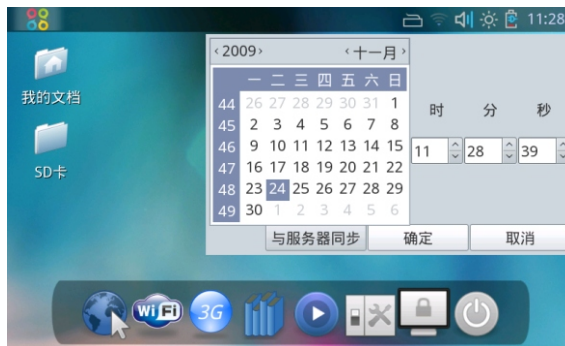 11:28
‹2009› ‹十一月›
一 二 三 四 五 六 日
44 26 27 28 29 30 31 1
45 2 3 4 5 6 7 8
46 9 10 11 12 13 14 15
47 16 17 18 19 20 21 22
48 23 24 25 26 27 28 29
49 30 1 2 3 4 5 6
时 分 秒
11 28 39
与服务器同步 确定 取消
我的文档
SD卡
WiFi 3G